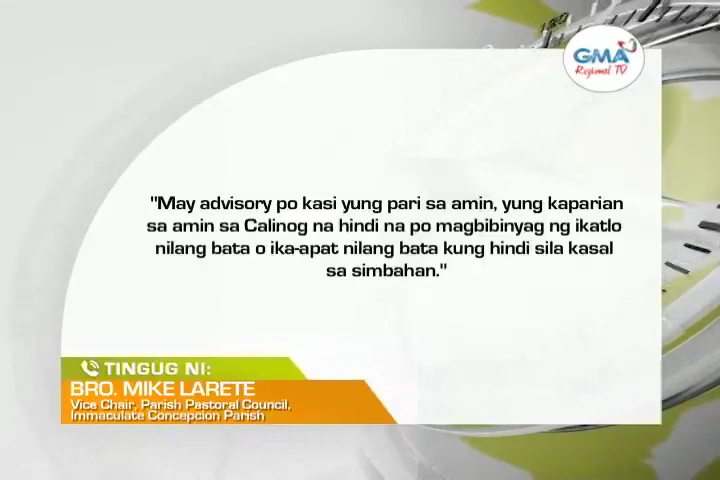 GMA
Regional TV
"May advisory po kasi yung pari sa amin, yung kaparian
sa amin sa Calinog na hindi na po magbibinyag ng ikatlo
nilang bata o ika-apat nilang bata kung hindi sila kasal
sa simbahan."
TINGUG NI:
BRO. MIKE LARETE
Vice Chair, Parish Pastoral Council,
Immaculate Concepcion Parish